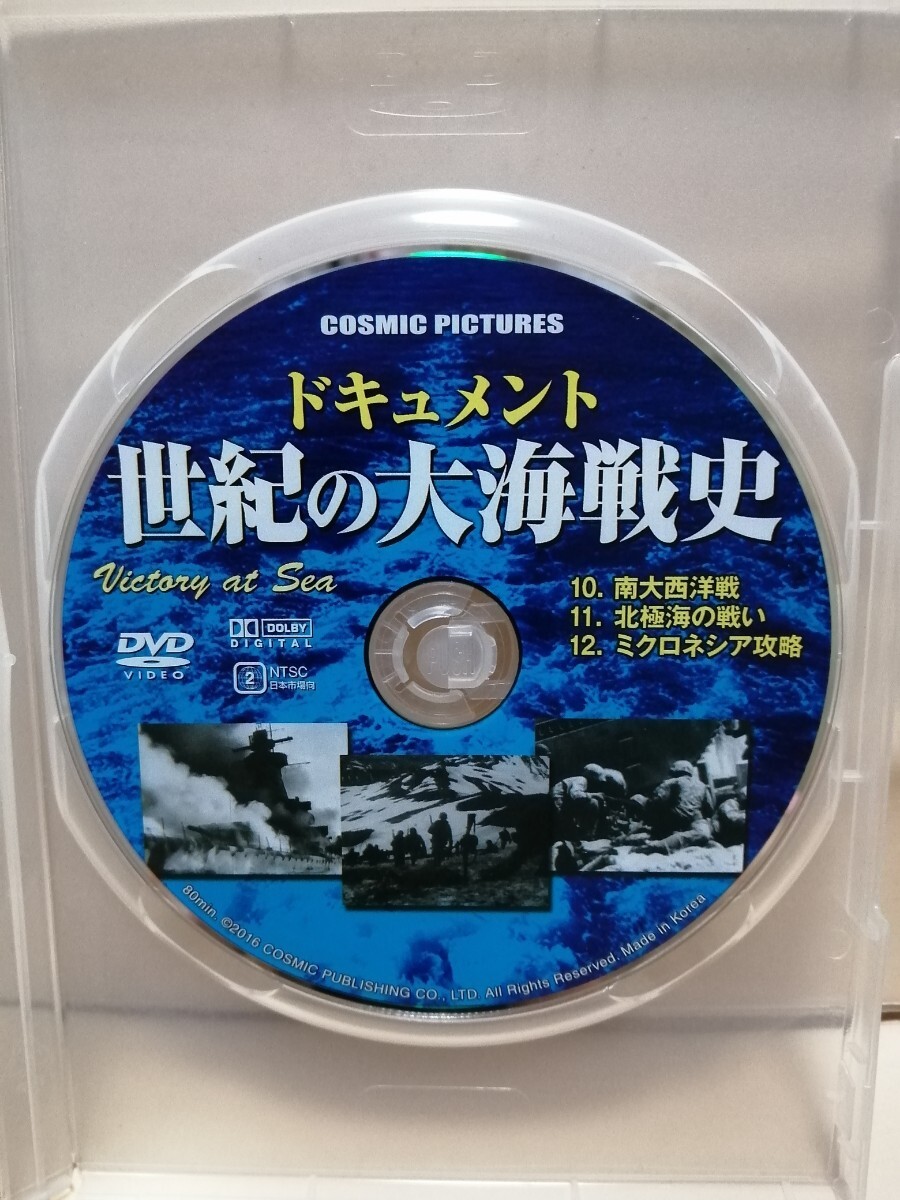 COSMIC PICTURES
ドキュメント
世紀の大海戦史
Victory at Sea
10. 南大西洋戦
11. 北極海の戦い
12. ミクロネシア攻略
DVD
VIDEO
DOLBY
DIGITAL
2
NTSC
日本市場向
80min. ©2016 COSMIC PUBLISHING CO., LTD. All Rights Reserved. Made in Korea